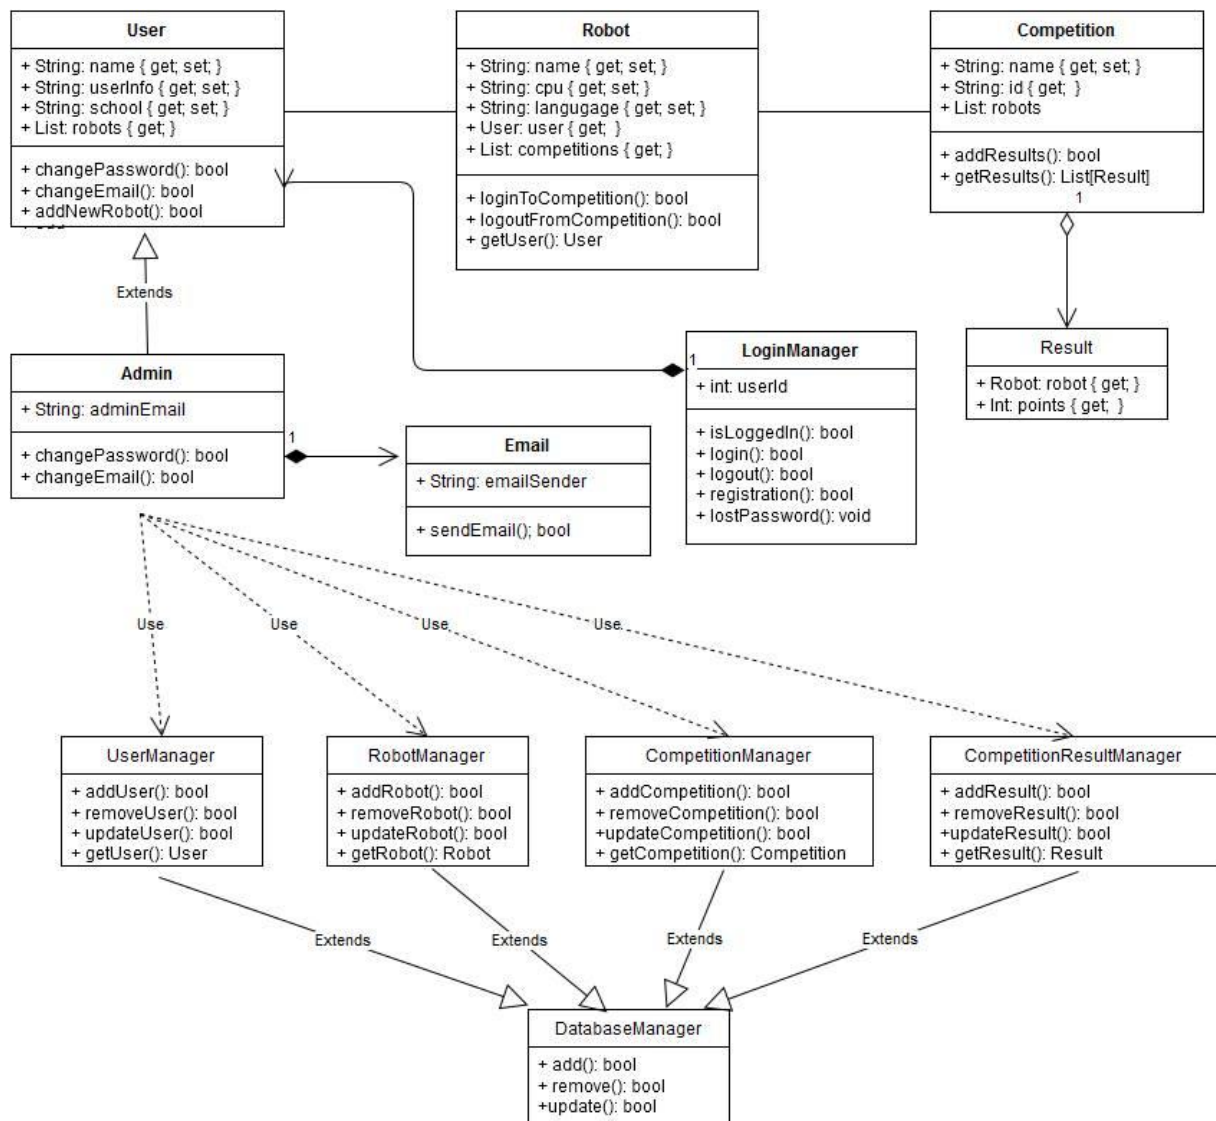 User
+ String: name { get; set; }
+ String: userInfo { get; set; }
+ String: school { get; set; }
+ List: robots { get; }
+ changePassword(): bool
+ changeEmail(): bool
+ addNewRobot(): bool
Robot
+ String: name { get; set; }
+ String: cpu { get; set; }
+ String: langugage { get; set; }
+ User: user { get;  }
+ List: competitions { get; }
+ loginToCompetition(): bool
+ logoutFromCompetition(): bool
+ getUser(): User
Competition
+ String: name { get; set; }
+ String: id { get;  }
+ List: robots
+ addResults(): bool
+ getResults(): List[Result]
1
Extends
Result
+ Robot: robot { get; }
+ Int: points { get;  }
Admin
+ String: adminEmail
+ changePassword(): bool
+ changeEmail(): bool
1
Email
+ String: emailSender
+ sendEmail(); bool
1
LoginManager
+ int: userId
+ isLoggedIn(): bool
+ login(): bool
+ logout(): bool
+ registration(): bool
+ lostPassword(): void
Use
Use
Use
Use
UserManager
+ addUser(): bool
+ removeUser(): bool
+ updateUser(): bool
+ getUser(): User
RobotManager
+ addRobot(): bool
+ removeRobot(): bool
+ updateRobot(): bool
+ getRobot(): Robot
CompetitionManager
+ addCompetition(): bool
+ removeCompetition(): bool
+updateCompetition(): bool
+ getCompetition(): Competition
CompetitionResultManager
+ addResult(): bool
+ removeResult(): bool
+updateResult(): bool
+ getResult(): Result
Extends
Extends
Extends
Extends
DatabaseManager
+ add(): bool
+ remove(): bool
+update(): bool